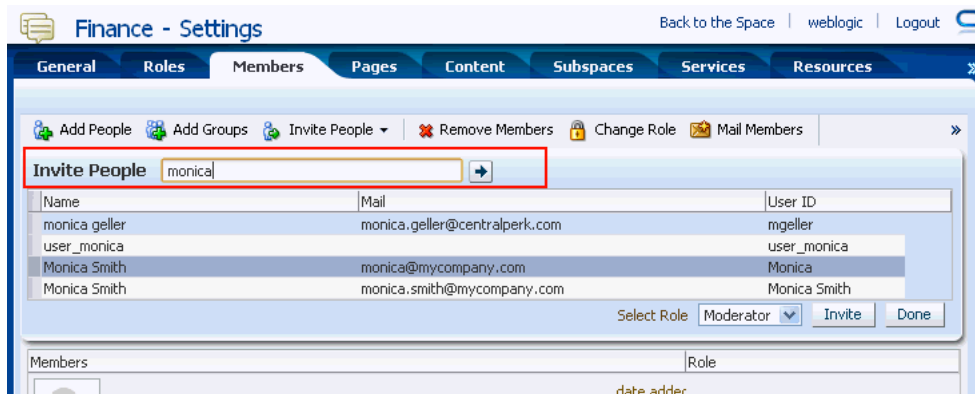 Finance - Settings
Back to the Space | weblogic | Logout
General Roles Members Pages Content Subspaces Services Resources »
Add People Add Groups Invite People Remove Members Change Role Mail Members »
Invite People monica
Name Mail User ID
monica geller monica.geller@centralperk.com mgeller
user_monica user_monica
Monica Smith monica@mycompany.com Monica
Monica Smith monica.smith@mycompany.com Monica Smith
Select Role Moderator Invite Done
Members Role
date added